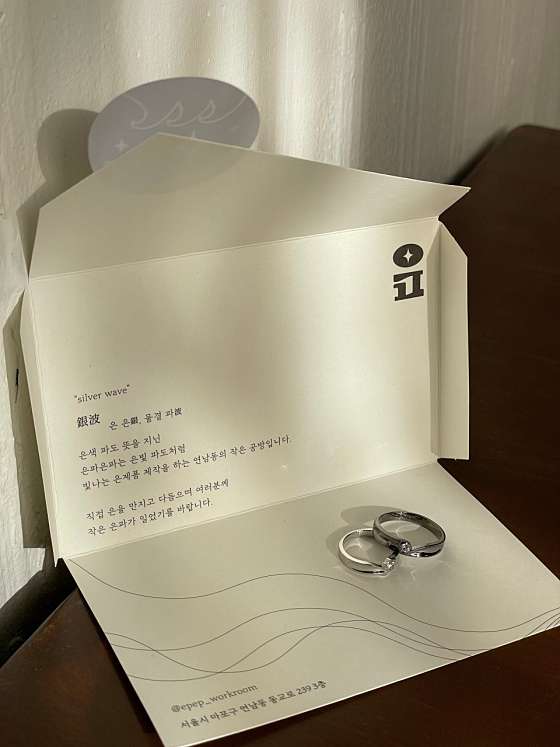 "silver wave"
銀波 은 은銀, 물결 파波
은색 파도 뜻을 지닌
은파은파는 은빛 파도처럼
빛나는 은제품 제작을 하는 연남동의 작은 공방입니다.
직접 은을 만지고 다듬으며 여러분께
작은 은파가 일었기를 바랍니다.
@epep_workroom
서울시 마포구 연남동 동교로 239 3층